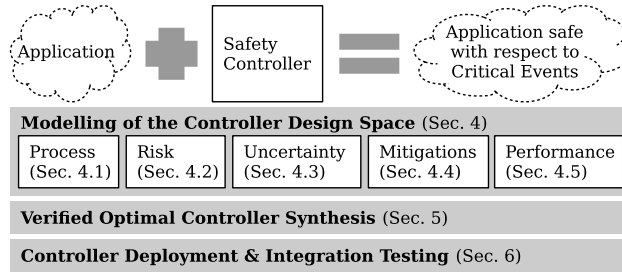 Application
Safety
Controller
Application safe
with respect to
Critical Events
Modelling of the Controller Design Space (Sec. 4)
Process
(Sec. 4.1)
Risk
(Sec. 4.2)
Uncertainty
(Sec. 4.3)
Mitigations
(Sec. 4.4)
Performance
(Sec. 4.5)
Verified Optimal Controller Synthesis (Sec. 5)
Controller Deployment & Integration Testing (Sec. 6)